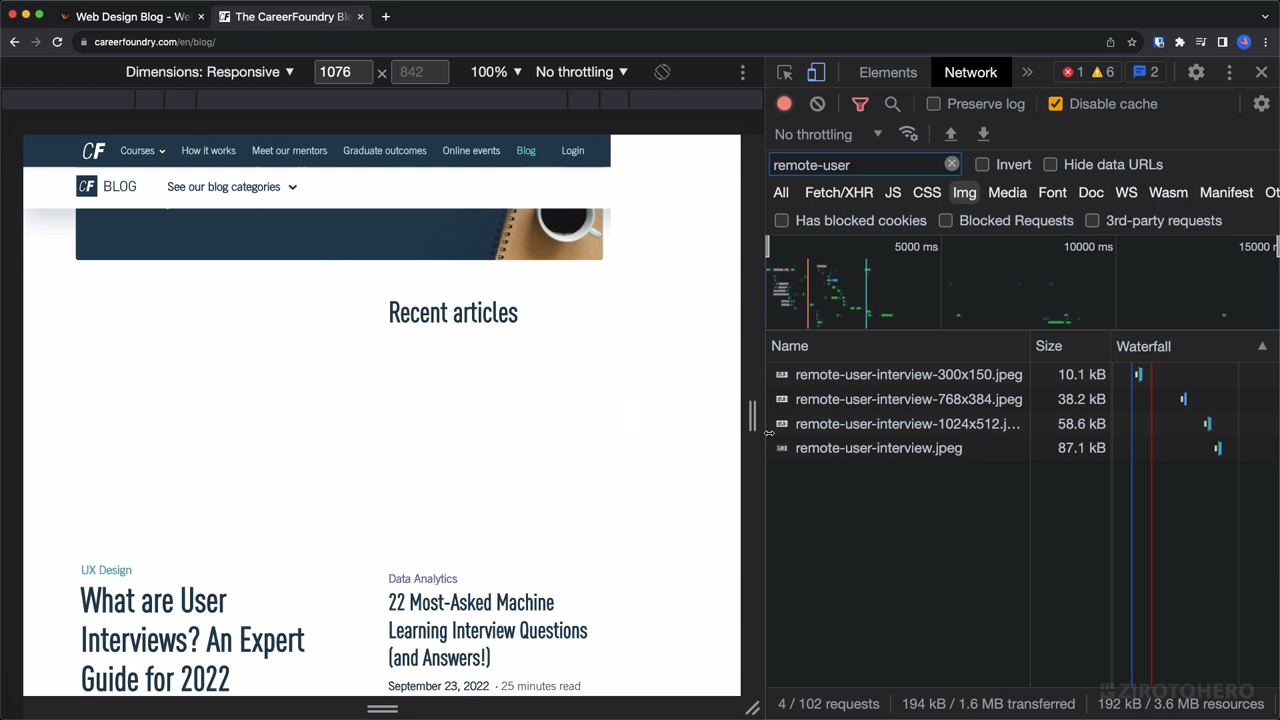 Web Design Blog - We
The CareerFoundry Bl
careerfoundry.com/en/blog/
Dimensions: Responsive 1076 × 842 100% No throttling
Elements Network 1 6 2
Preserve log Disable cache
No throttling
remote-user Invert Hide data URLs
All Fetch/XHR JS CSS Img Media Font Doc WS Wasm Manifest Ot
Has blocked cookies Blocked Requests 3rd-party requests
5000 ms 10000 ms 15000
Name Size Waterfall
remote-user-interview-300x150.jpeg 10.1 kB
remote-user-interview-768x384.jpeg 38.2 kB
remote-user-interview-1024x512.j… 58.6 kB
remote-user-interview.jpeg 87.1 kB
4 / 102 requests 194 kB / 1.6 MB transferred 192 kB / 3.6 MB resources
ZIROTOHERO
CF Courses How it works Meet our mentors Graduate outcomes Online events Blog Login
CF BLOG See our blog categories
Recent articles
UX Design
What are User
Interviews? An Expert
Guide for 2022
Data Analytics
22 Most-Asked Machine
Learning Interview Questions
(and Answers!)
September 23, 2022 · 25 minutes read